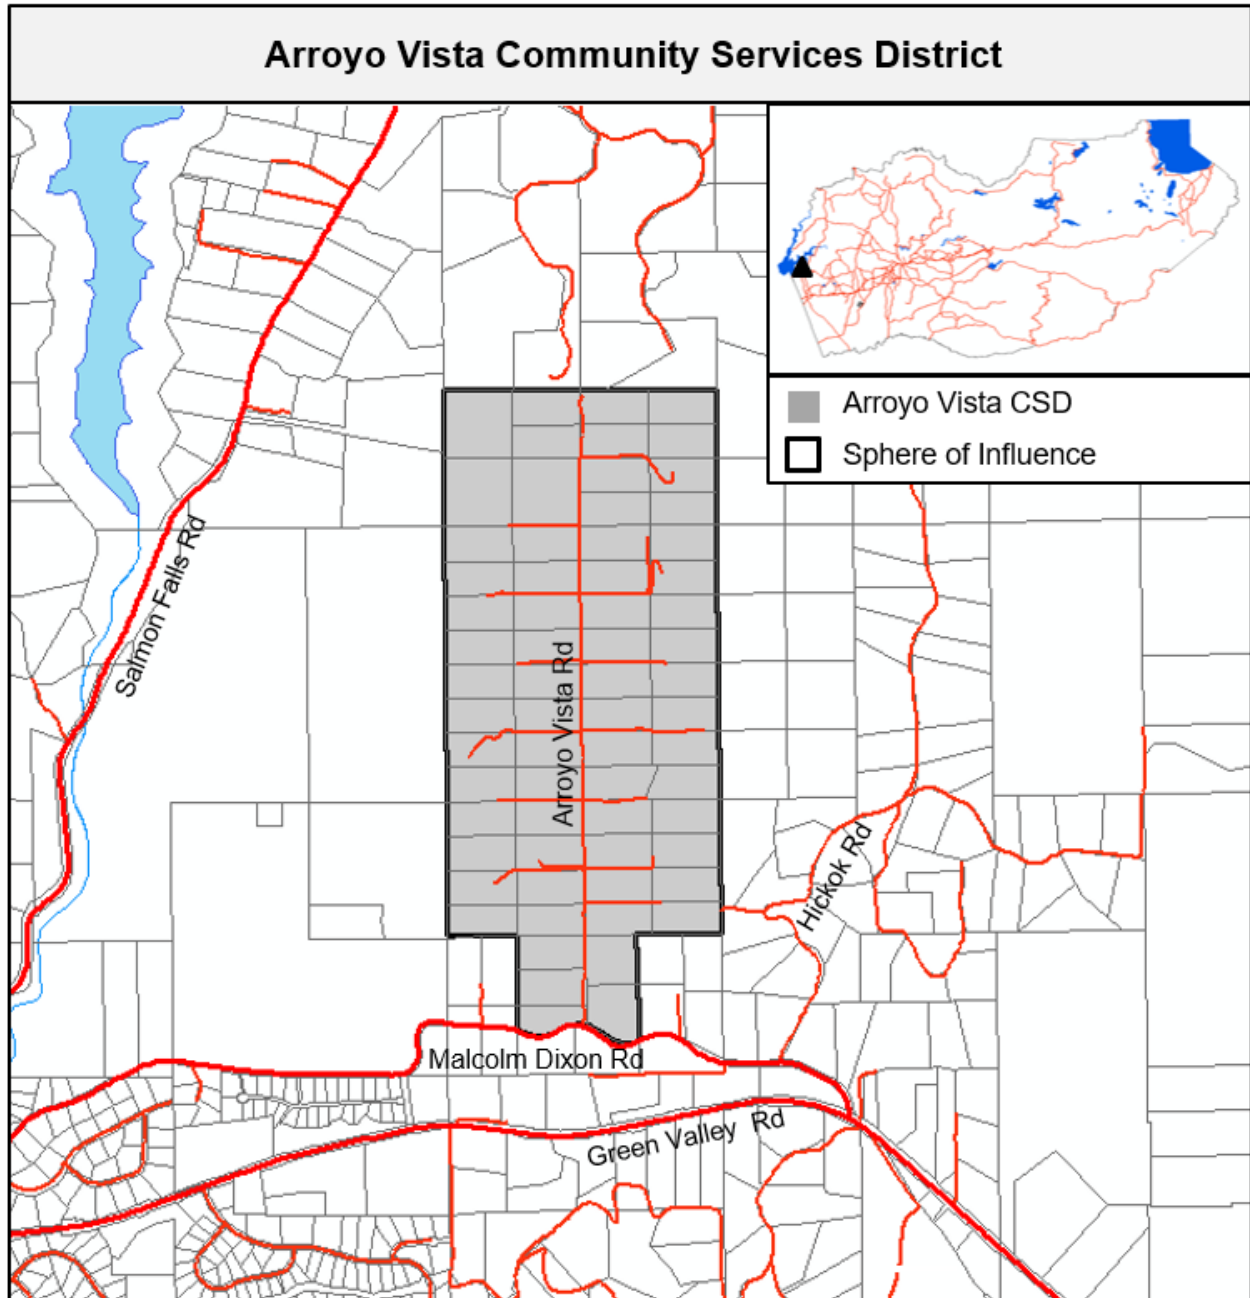 Arroyo Vista Community Services District
Arroyo Vista CSD
Sphere of Influence
Salmon Falls Rd
Arroyo Vista Rd
Hickok Rd
Malcolm Dixon Rd
Green Valley Rd